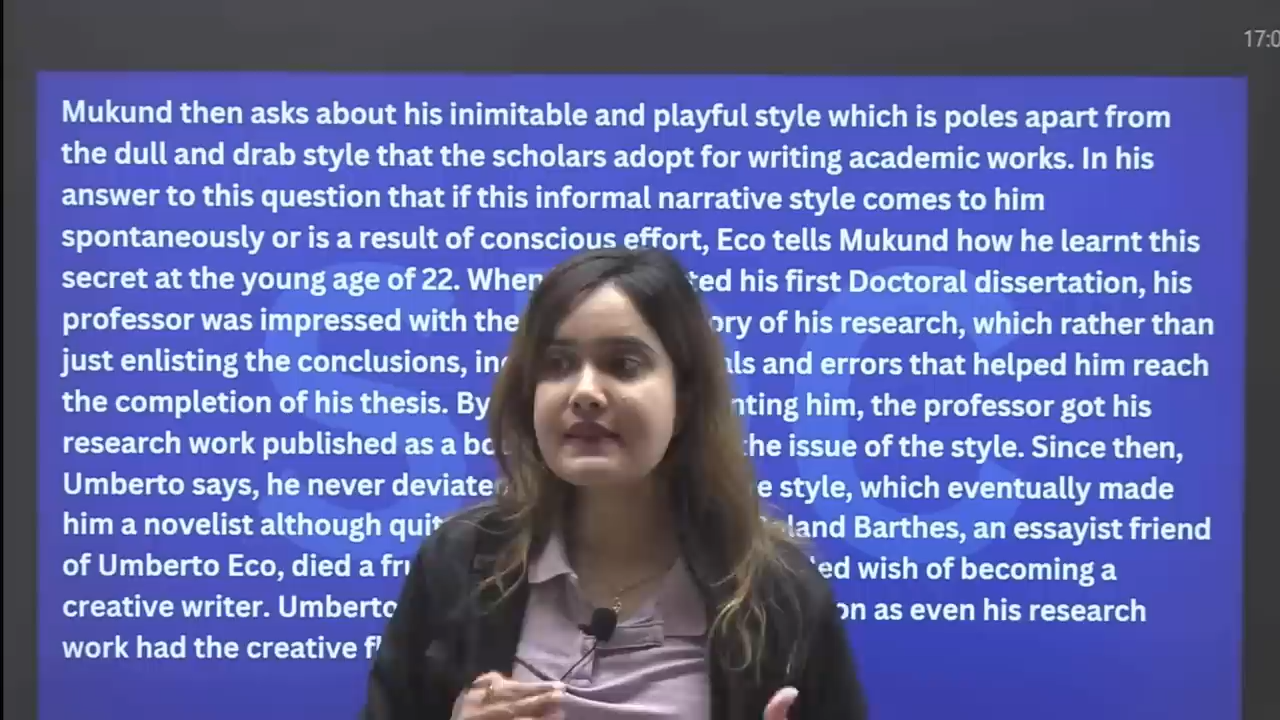 17:0
Mukund then asks about his inimitable and playful style which is poles apart from
the dull and drab style that the scholars adopt for writing academic works. In his
answer to this question that if this informal narrative style comes to him
spontaneously or is a result of conscious effort, Eco tells Mukund how he learnt this
secret at the young age of 22. When ted his first Doctoral dissertation, his
professor was impressed with the ory of his research, which rather than
just enlisting the conclusions, inc als and errors that helped him reach
the completion of his thesis. By nting him, the professor got his
research work published as a bo the issue of the style. Since then,
Umberto says, he never deviated e style, which eventually made
him a novelist although quit land Barthes, an essayist friend
of Umberto Eco, died a fru ed wish of becoming a
creative writer. Umberto on as even his research
work had the creative fl